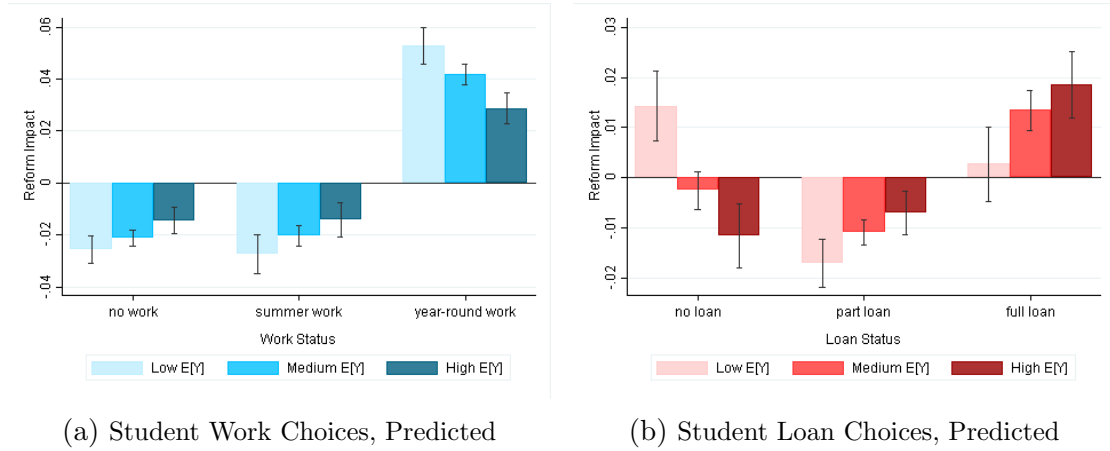 .06
.04
.02
0
-.02
-.04
Reform Impact
no work summer work year-round work
Work Status
Low E[Y] Medium E[Y] High E[Y]
(a) Student Work Choices, Predicted
.03
.02
.01
0
-.01
-.02
Reform Impact
no loan part loan full loan
Loan Status
Low E[Y] Medium E[Y] High E[Y]
(b) Student Loan Choices, Predicted